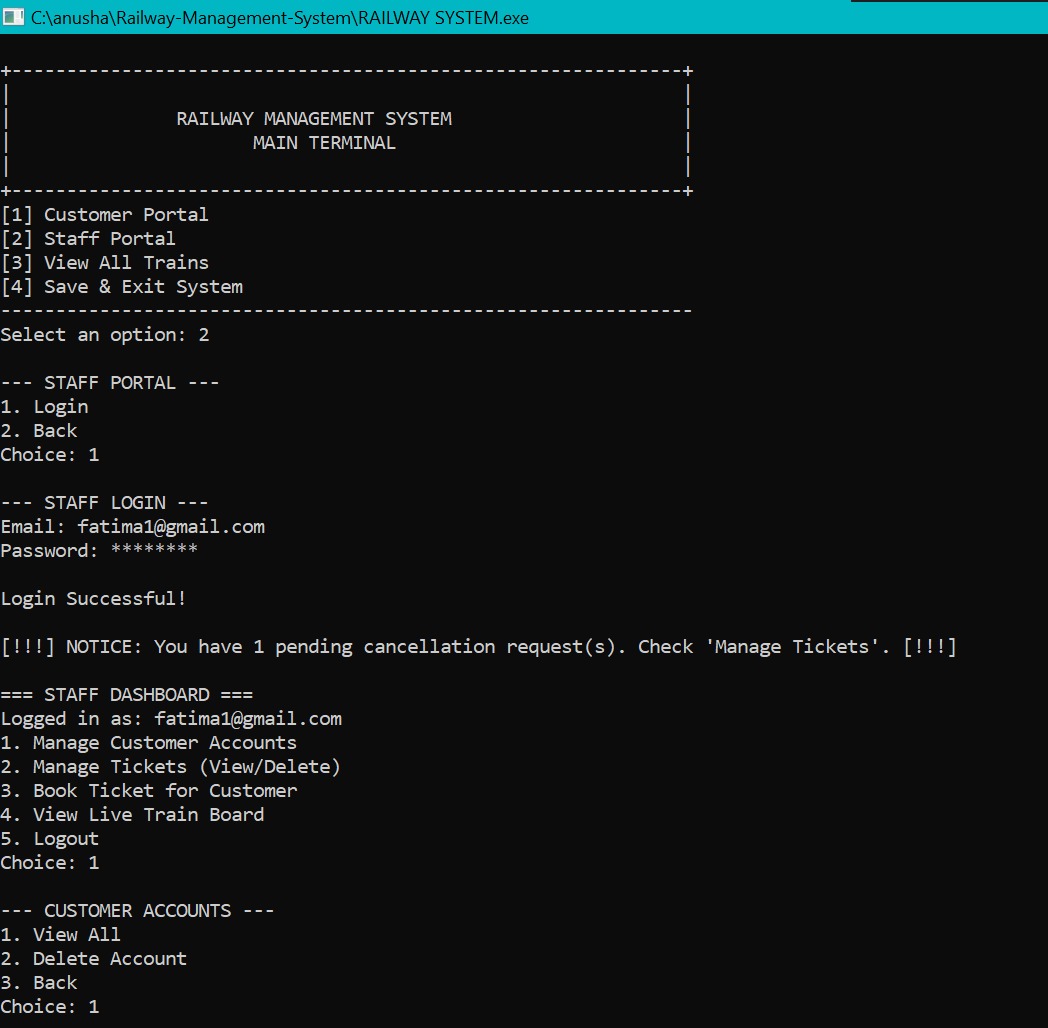 C:\anusha\Railway-Management-System\RAILWAY SYSTEM.exe
+-------------------------------------------------------------+
|                                                             |
|               RAILWAY MANAGEMENT SYSTEM                     |
|                      MAIN TERMINAL                          |
|                                                             |
+-------------------------------------------------------------+
[1] Customer Portal
[2] Staff Portal
[3] View All Trains
[4] Save & Exit System
---------------------------------------------------------------
Select an option: 2
--- STAFF PORTAL ---
1. Login
2. Back
Choice: 1
--- STAFF LOGIN ---
Email: fatima1@gmail.com
Password: ********
Login Successful!
[!!!] NOTICE: You have 1 pending cancellation request(s). Check 'Manage Tickets'. [!!!]
=== STAFF DASHBOARD ===
Logged in as: fatima1@gmail.com
1. Manage Customer Accounts
2. Manage Tickets (View/Delete)
3. Book Ticket for Customer
4. View Live Train Board
5. Logout
Choice: 1
--- CUSTOMER ACCOUNTS ---
1. View All
2. Delete Account
3. Back
Choice: 1